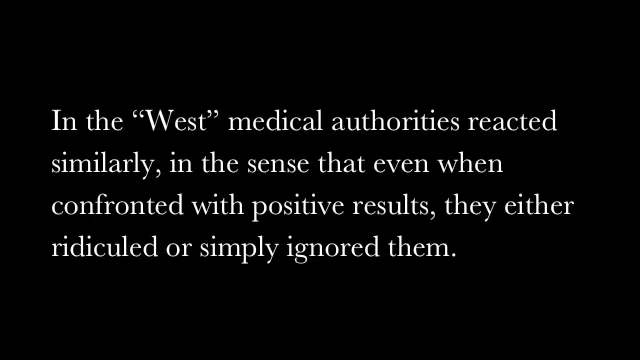 In the “West” medical authorities reacted
similarly, in the sense that even when
confronted with positive results, they either
ridiculed or simply ignored them.